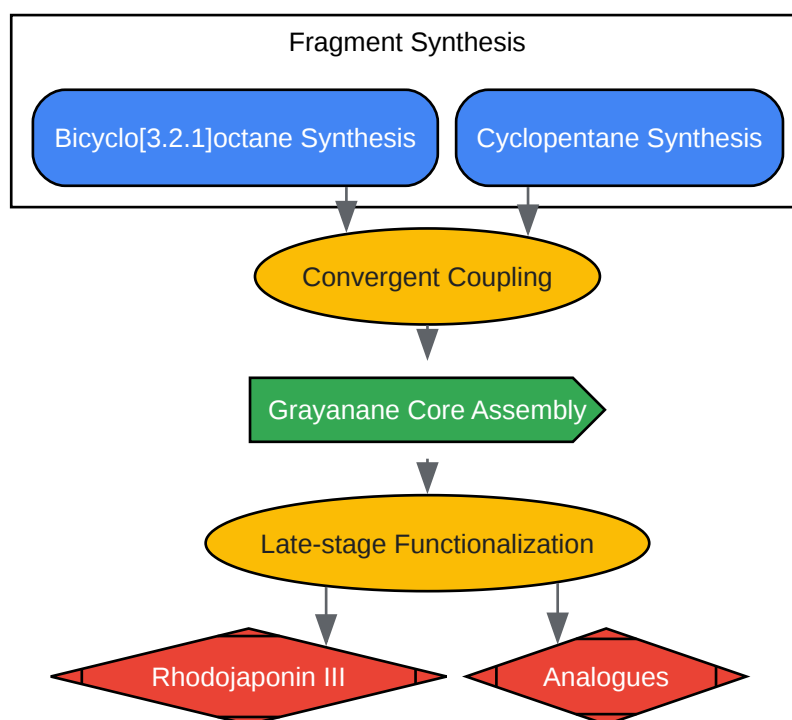 Fragment Synthesis
Bicyclo[3.2.1]octane Synthesis
Cyclopentane Synthesis
Convergent Coupling
Grayanane Core Assembly
Late-stage Functionalization
Rhodojaponin III
Analogues